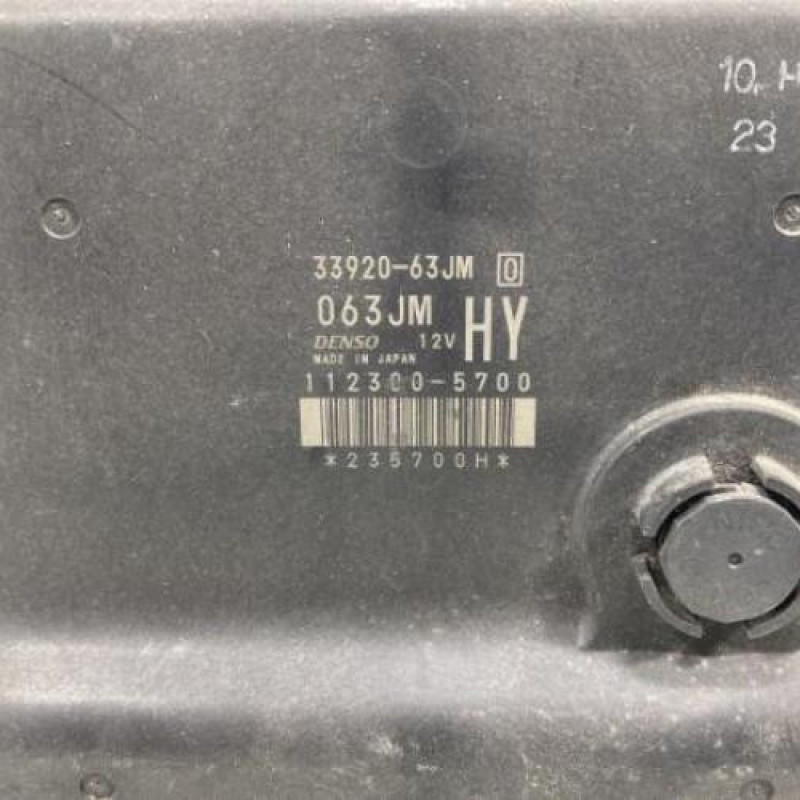 10. H
23
33920-63JM 0
063JM HY
DENSO 12V
MADE IN JAPAN
112300-5700
*235700H*